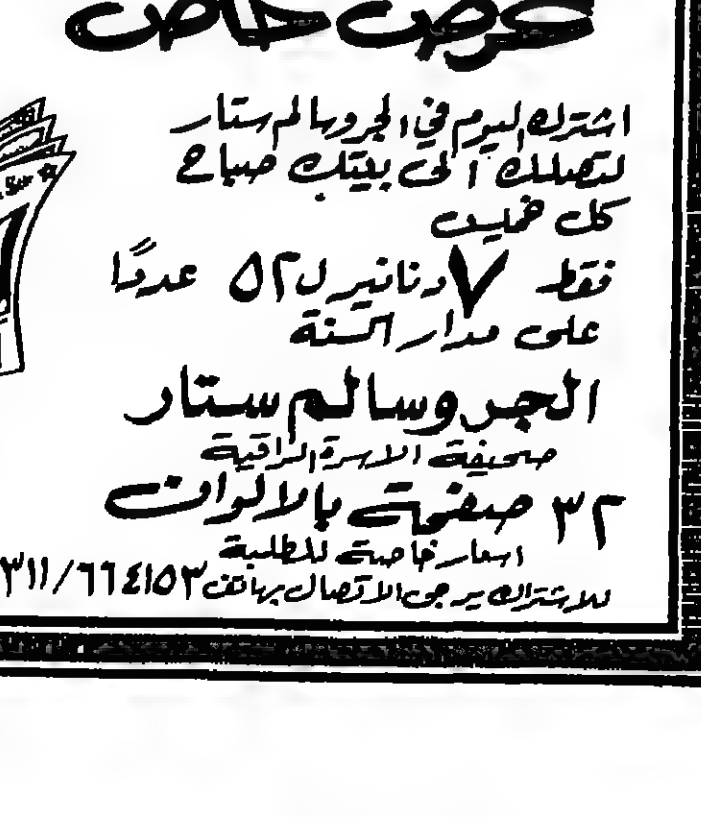 عرض خاص
اشترك اليوم في الجروسالم ستار
لتصلك الى بيتك صباح
كل خميس
فقط ٧ دنانير ل ٥٢ عددًا
على مدار السنة
الجروسالم ستار
صحيفة الاسرة الراقية
٣٢ صفحة بالالوان
اسعار خاصة للطلبة
للاشتراك يرجى الاتصال بهاتف ٣١١/٦٦٤١٥٣